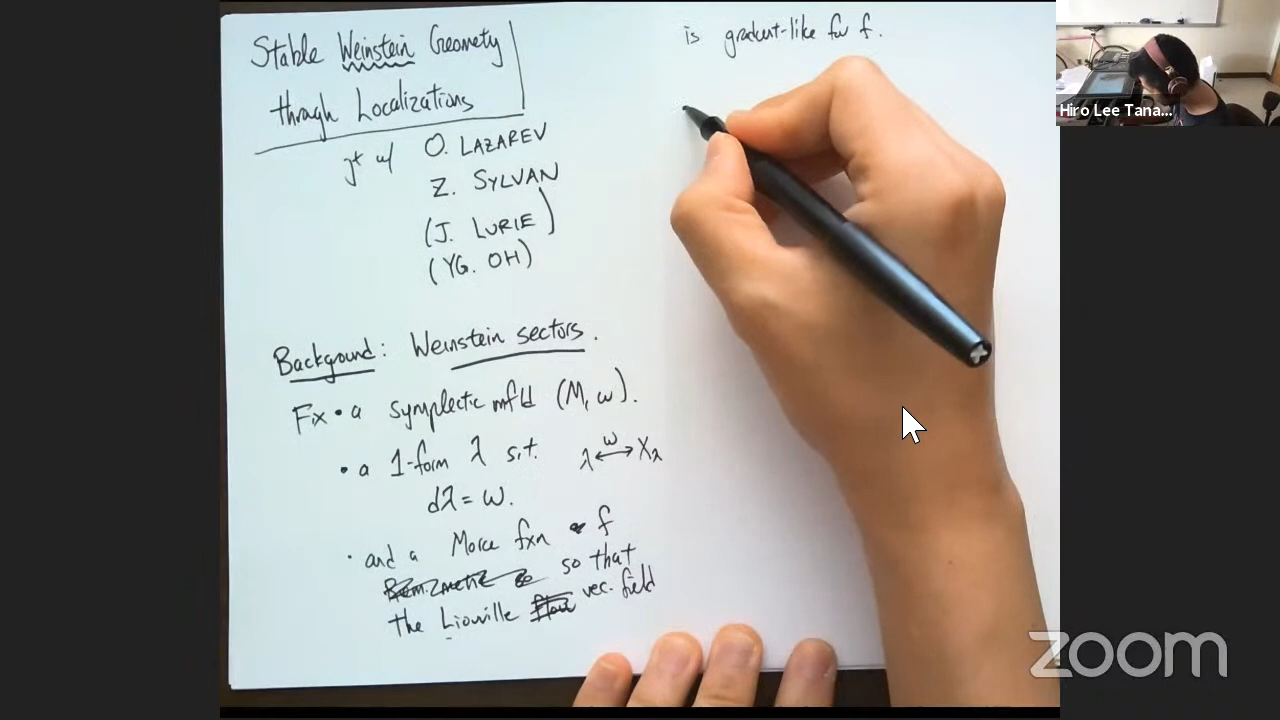 Stable Weinstein Geometry
through Localizations
jt w/ O. LAZAREV
Z. SYLVAN
(J. LURIE)
(YG. OH)
Background: Weinstein sectors.
Fix • a symplectic mfld (M, ω).
• a 1-form λ s.t. λ ⟷ω X_λ
dλ = ω.
• and a Morse fxn f
so that
the Liouville vec. field
is gradient-like for f.
Hiro Lee Tana...
zoom